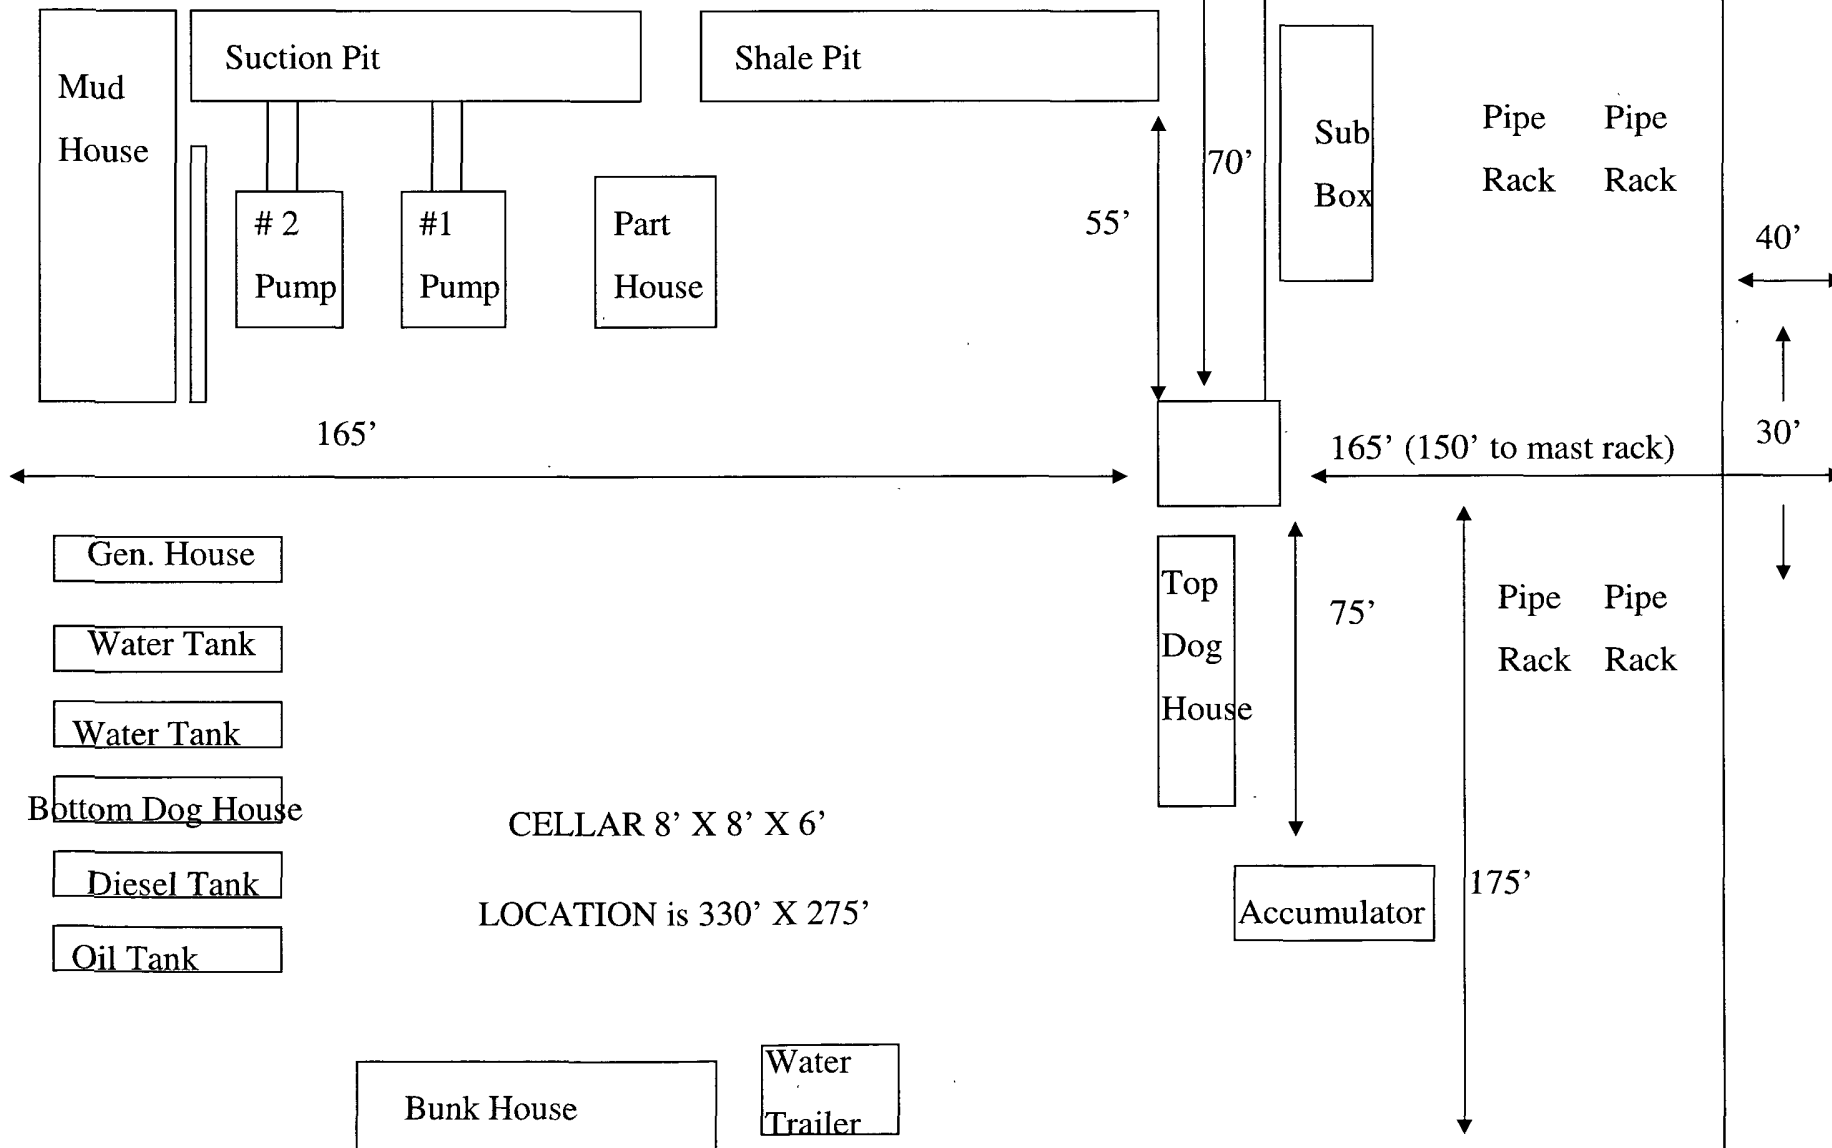 Mud
House
Suction Pit
Shale Pit
# 2
Pump
#1
Pump
Part
House
55’
70’
Sub
Box
Pipe
Rack
Pipe
Rack
40’
30’
165’
165’ (150’ to mast rack)
Gen. House
Water Tank
Water Tank
Bottom Dog House
Diesel Tank
Oil Tank
CELLAR 8’ X 8’ X 6’
LOCATION is 330’ X 275’
Top
Dog
House
75’
Pipe
Rack
Pipe
Rack
175’
Accumulator
Bunk House
Water
Trailer